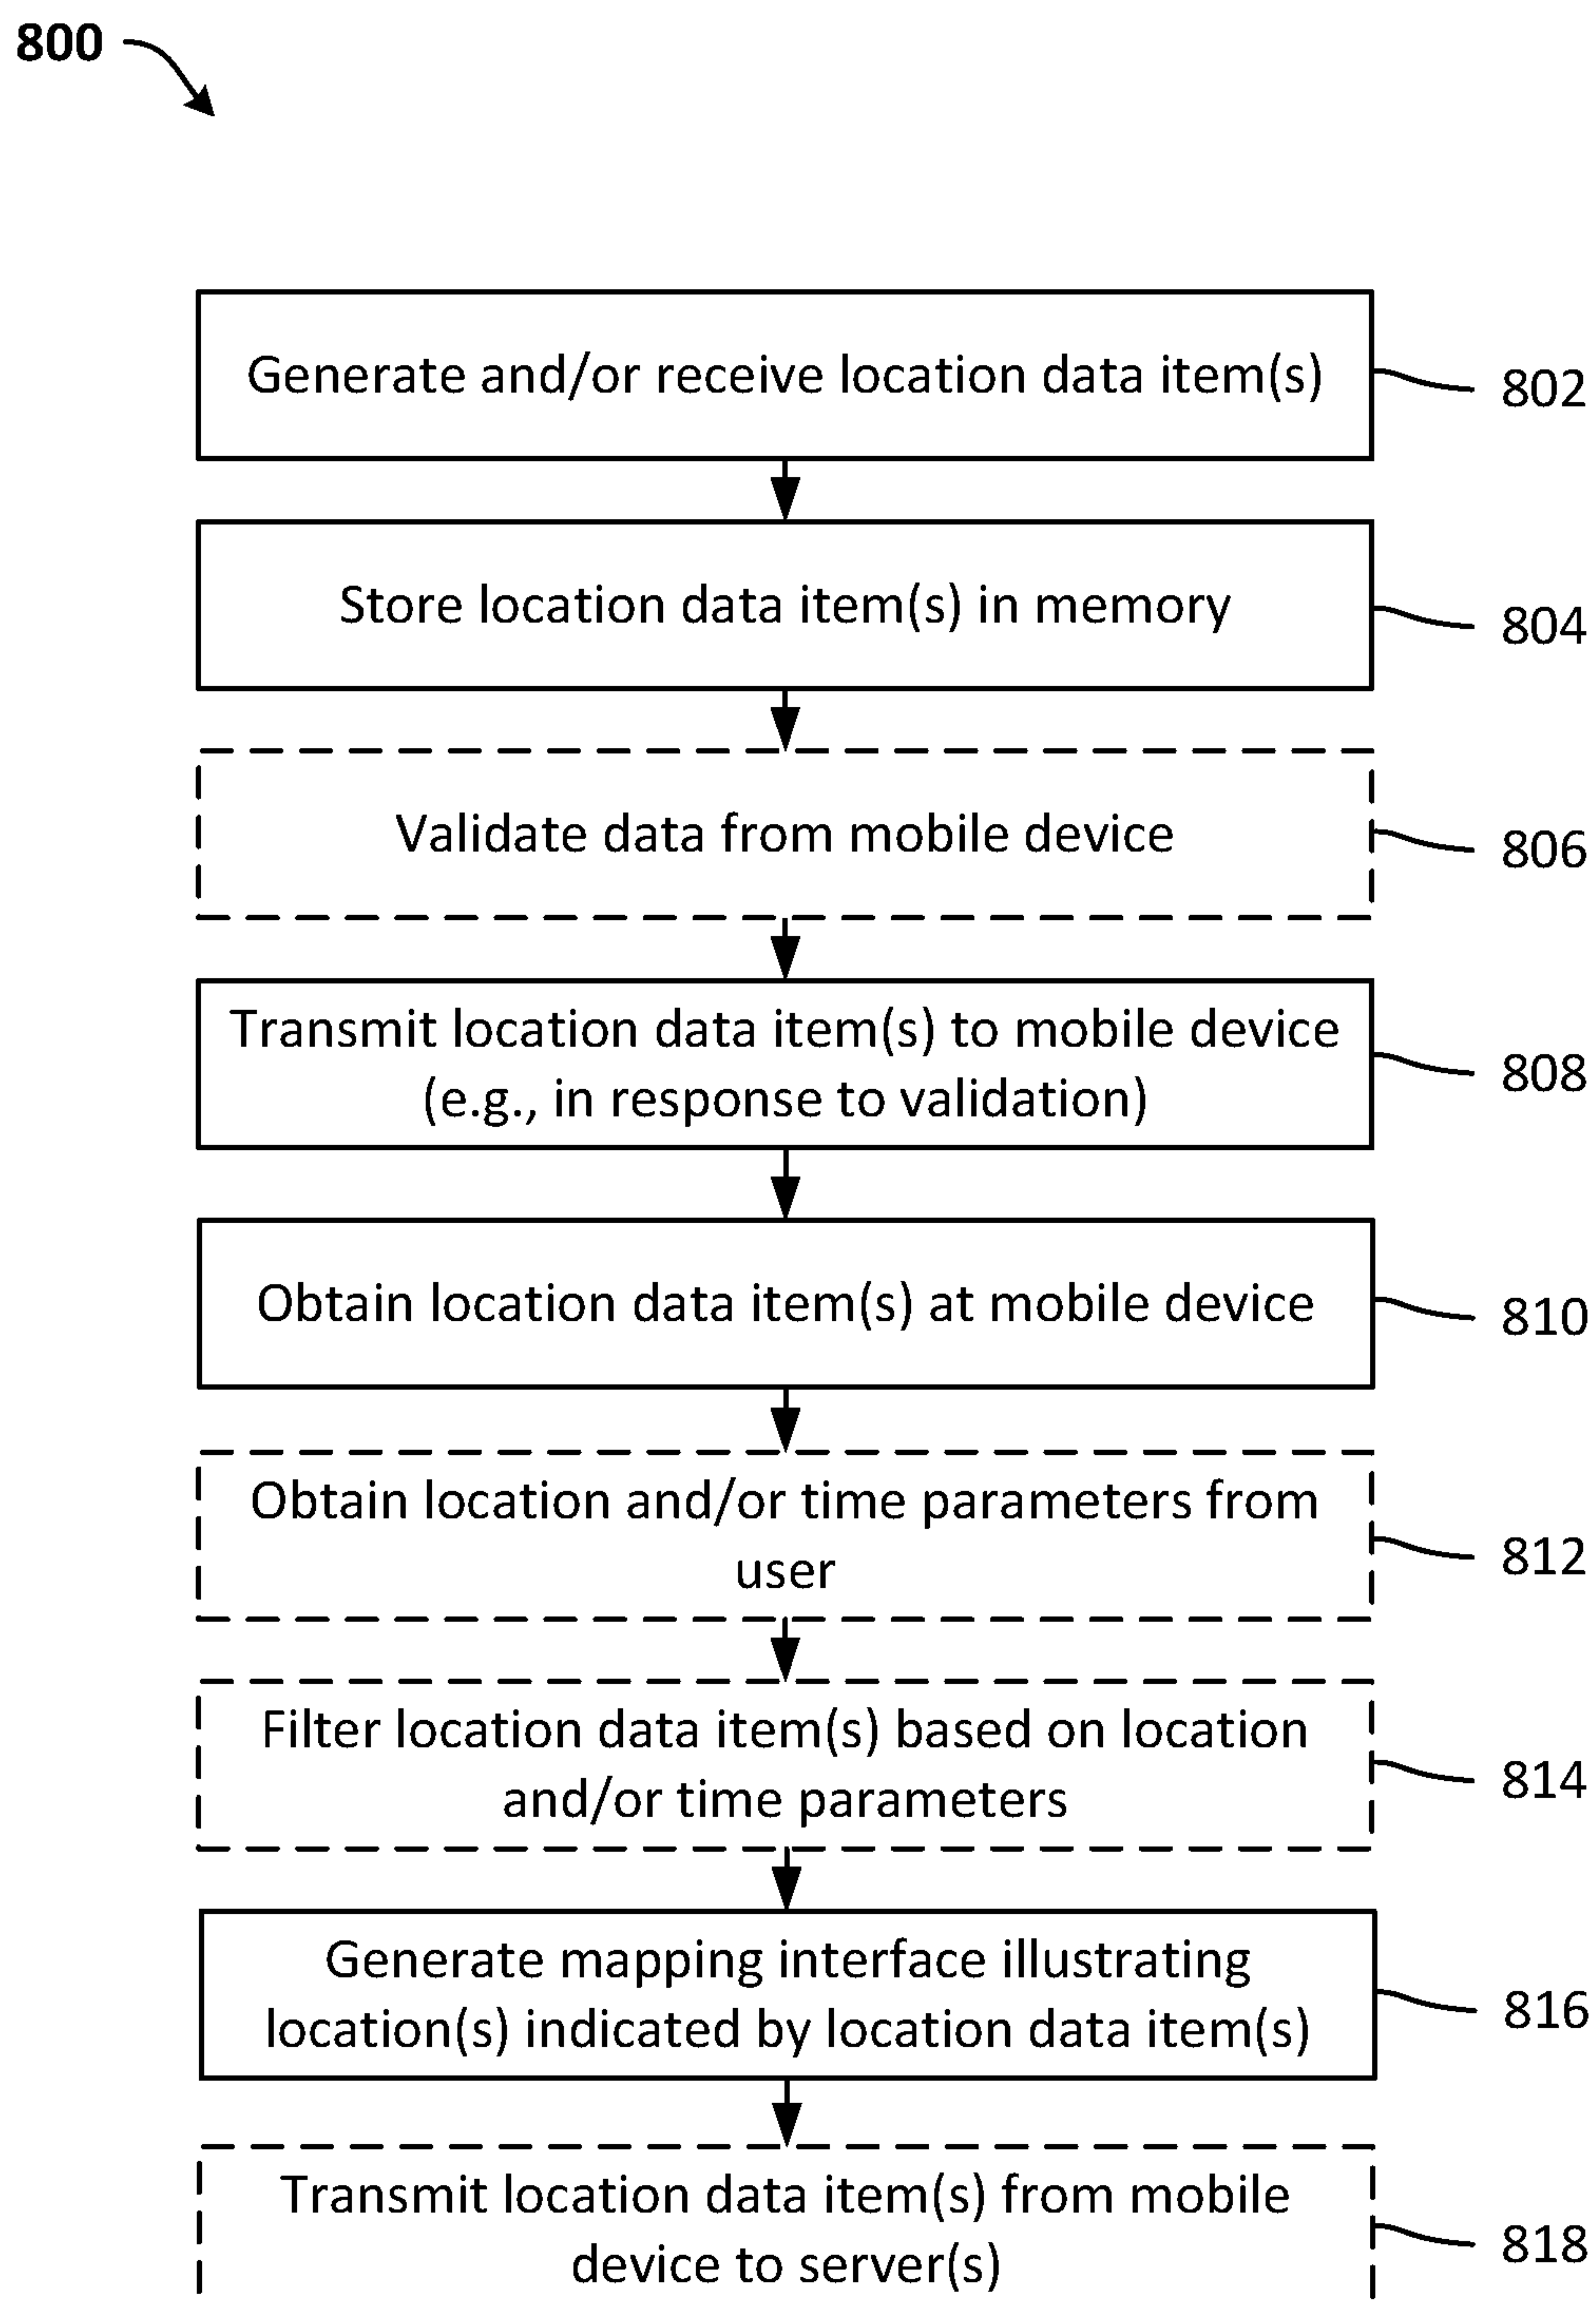 800
Generate and/or receive location data item(s)
802
Store location data item(s) in memory
804
Validate data from mobile device
806
Transmit location data item(s) to mobile device
(e.g., in response to validation)
808
Obtain location data item(s) at mobile device
810
Obtain location and/or time parameters from
user
812
Filter location data item(s) based on location
and/or time parameters
814
Generate mapping interface illustrating
location(s) indicated by location data item(s)
816
Transmit location data item(s) from mobile
device to server(s)
818